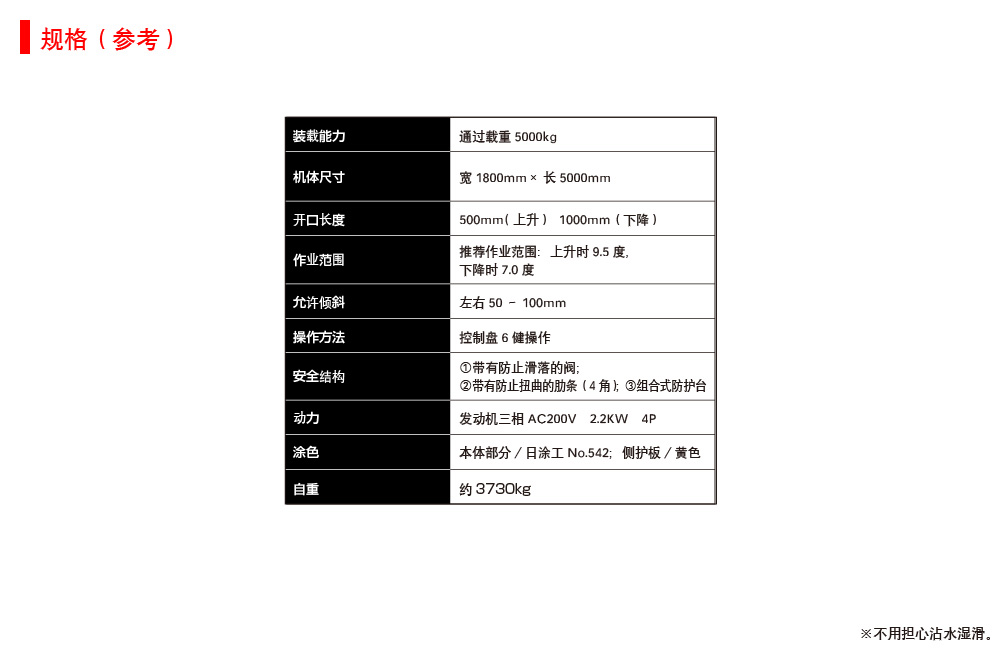 规格（参考）
装载能力 通过载重 5000kg
机体尺寸 宽 1800mm × 长 5000mm
开口长度 500mm（上升） 1000mm（下降）
作业范围 推荐作业范围: 上升时 9.5 度,
下降时 7.0 度
允许倾斜 左右 50 － 100mm
操作方法 控制盘 6 健操作
安全结构 ①带有防止滑落的阀;
②带有防止扭曲的肋条（4 角）; ③组合式防护台
动力 发动机三相 AC200V 2.2KW 4P
涂色 本体部分 / 日涂工 No.542; 侧护板 / 黄色
自重 约 3730kg
※不用担心沾水湿滑。